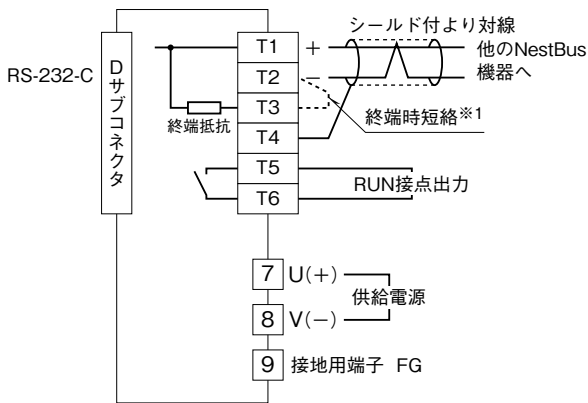 シールド付より対線
T1
+
他のNestBus
機器へ
RS-232-C
Dサブコネクタ
T2
−
T3
終端抵抗
終端時短絡※1
T4
T5
RUN接点出力
T6
7
U(+)
供給電源
8
V(−)
9
接地用端子 FG